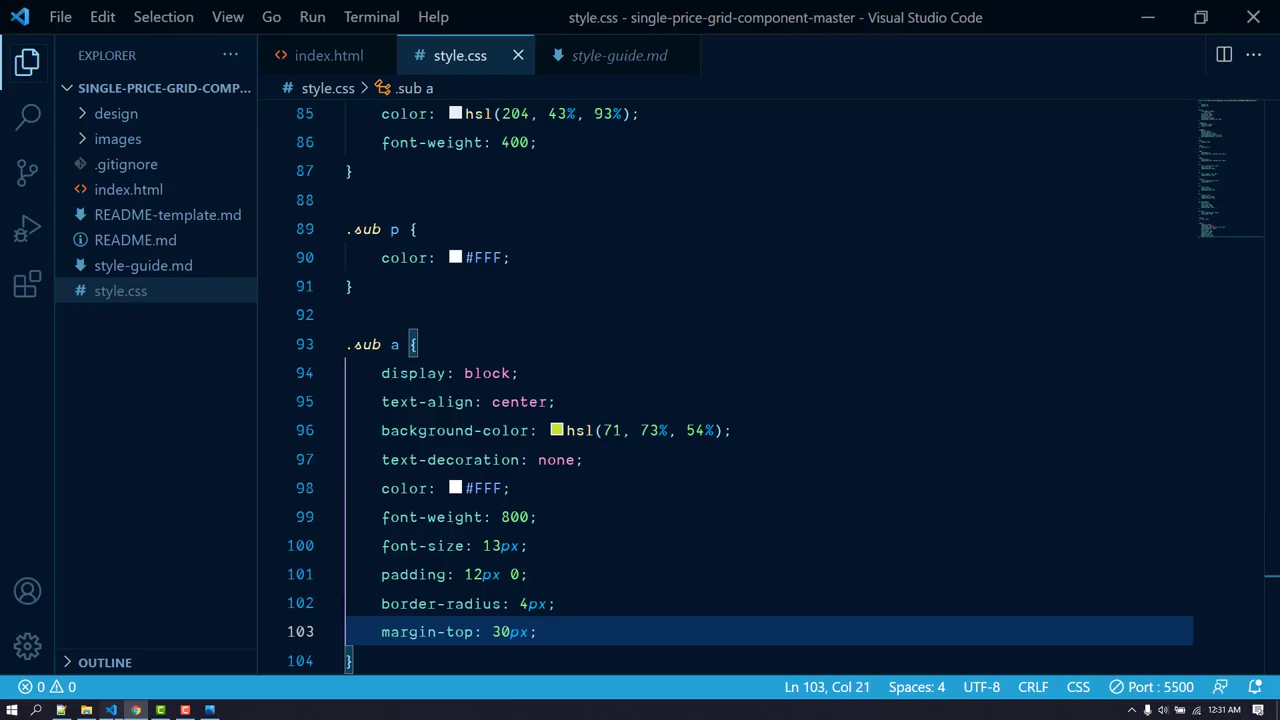 File Edit Selection View Go Run Terminal Help
style.css - single-price-grid-component-master - Visual Studio Code
EXPLORER
SINGLE-PRICE-GRID-COMP...
design
images
.gitignore
index.html
README-template.md
README.md
style-guide.md
style.css
OUTLINE
index.html
style.css
style-guide.md
style.css > .sub a
85 color: hsl(204, 43%, 93%);
86 font-weight: 400;
87 }
88
89 .sub p {
90 color: #FFF;
91 }
92
93 .sub a {
94 display: block;
95 text-align: center;
96 background-color: hsl(71, 73%, 54%);
97 text-decoration: none;
98 color: #FFF;
99 font-weight: 800;
100 font-size: 13px;
101 padding: 12px 0;
102 border-radius: 4px;
103 margin-top: 30px;
104 }
0 0
Ln 103, Col 21 Spaces: 4 UTF-8 CRLF CSS Port : 5500
12:31 AM